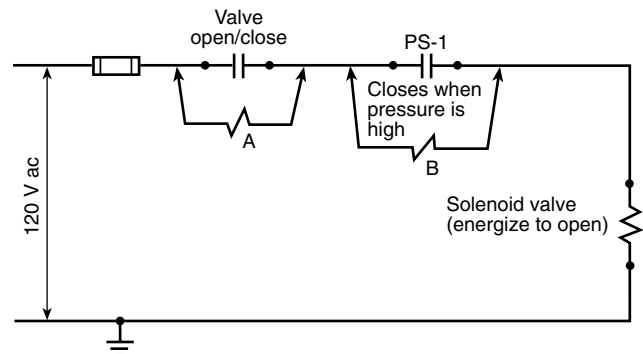 Valve
open/close
PS-1
Closes when
pressure is
high
A
B
120 V ac
Solenoid valve
(energize to open)